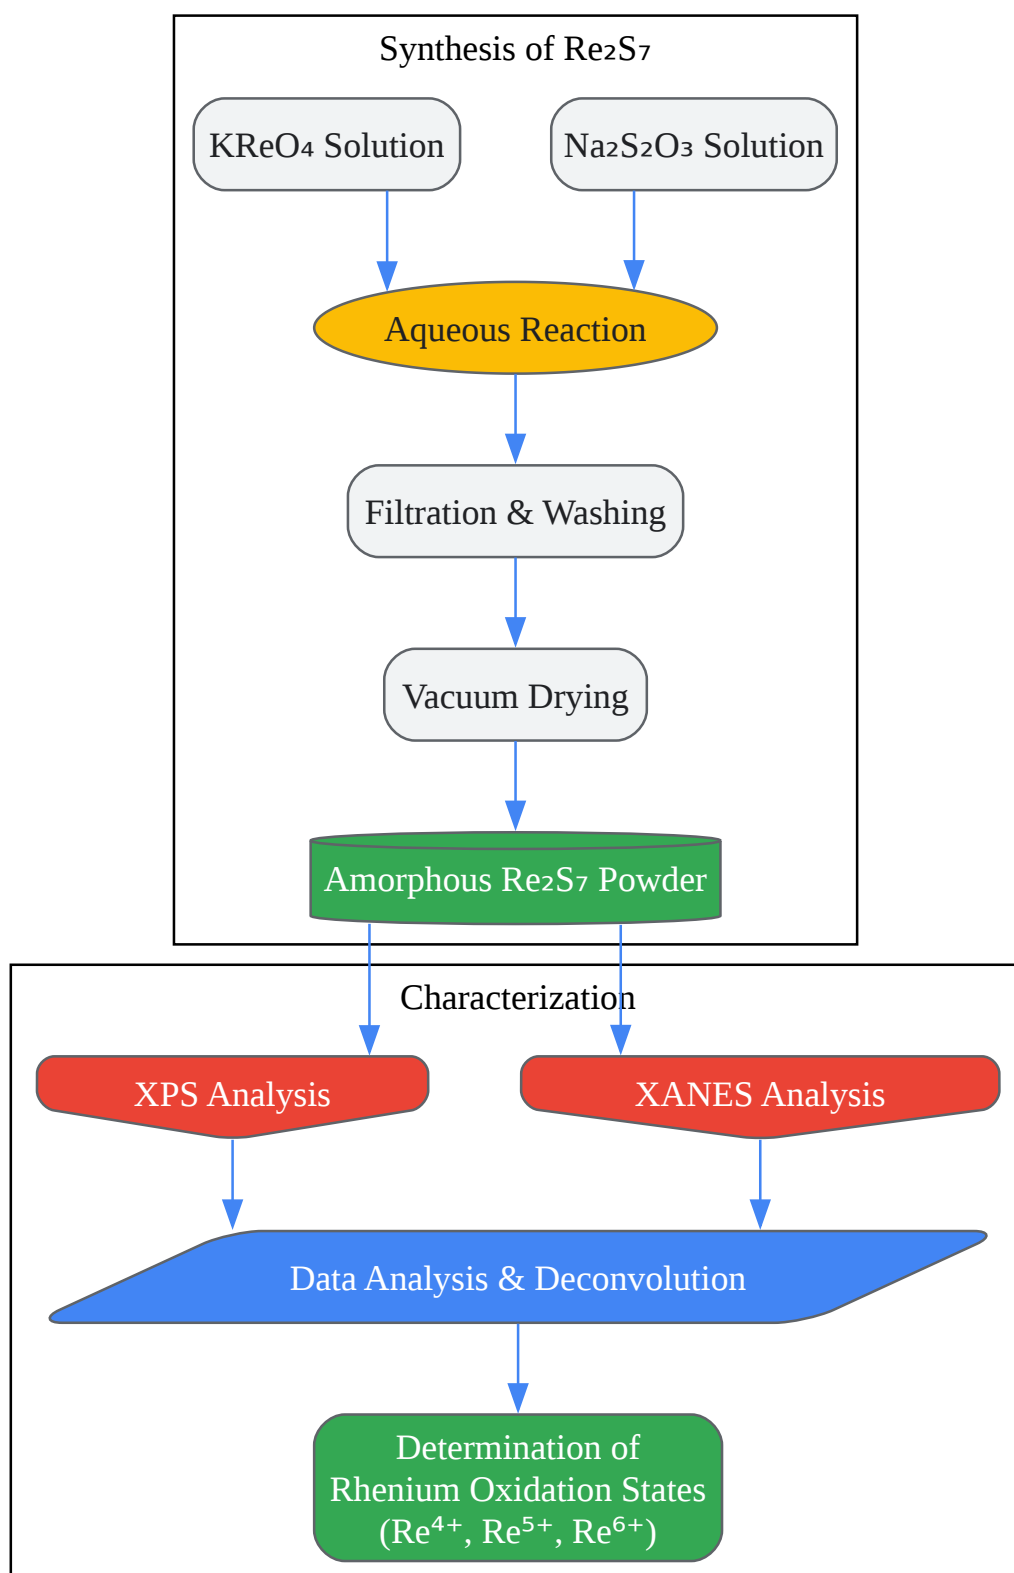 Synthesis of Re₂S₇
KReO₄ Solution
Na₂S₂O₃ Solution
Aqueous Reaction
Filtration & Washing
Vacuum Drying
Amorphous Re₂S₇ Powder
Characterization
XPS Analysis
XANES Analysis
Data Analysis & Deconvolution
Determination of
Rhenium Oxidation States
(Re⁴⁺, Re⁵⁺, Re⁶⁺)